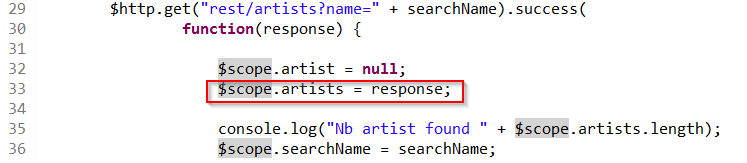 29 $http.get("rest/artists?name=" + searchName).success(
30 function(response) {
31
32 $scope.artist = null;
33 $scope.artists = response;
34
35 console.log("Nb artist found " + $scope.artists.length);
36 $scope.searchName = searchName;